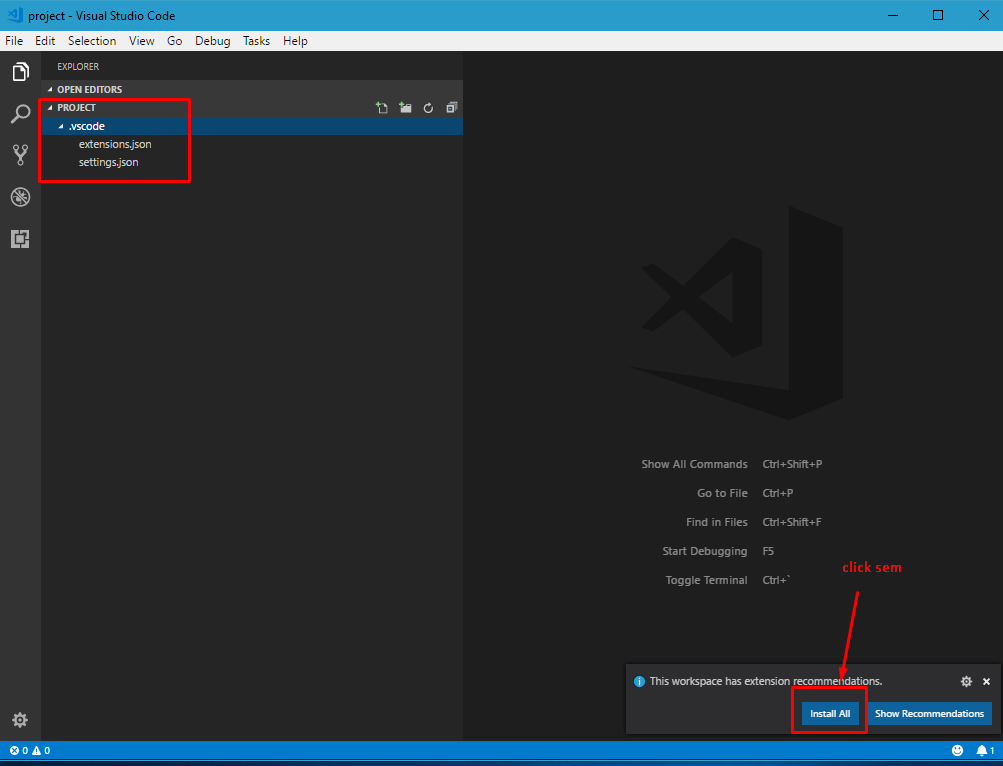 project - Visual Studio Code
File Edit Selection View Go Debug Tasks Help
EXPLORER
OPEN EDITORS
PROJECT
.vscode
extensions.json
settings.json
Show All Commands Ctrl+Shift+P
Go to File Ctrl+P
Find in Files Ctrl+Shift+F
Start Debugging F5
Toggle Terminal Ctrl+`
click sem
This workspace has extension recommendations.
Install All Show Recommendations
0 0 1